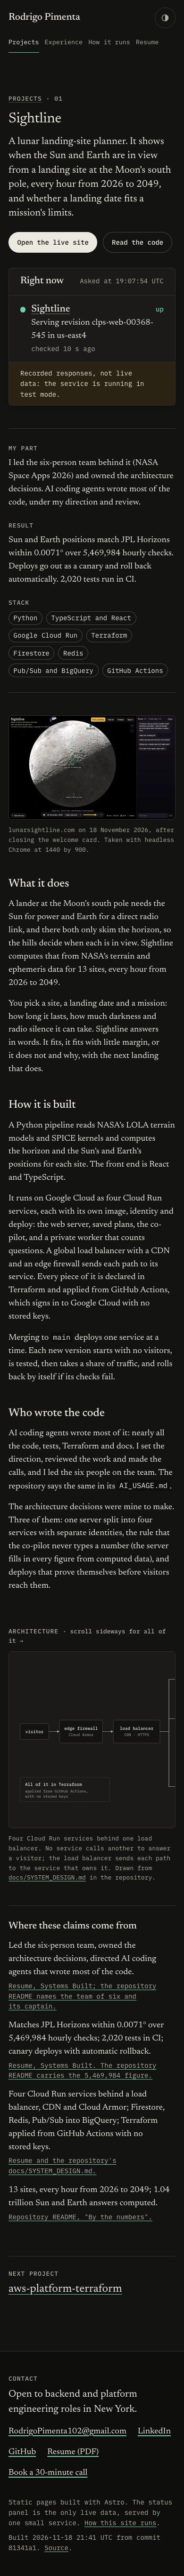 Rodrigo Pimenta
Projects Experience How it runs Resume
PROJECTS · 01
Sightline
A lunar landing-site planner. It shows
when the Sun and Earth are in view
from a landing site at the Moon's south
pole, every hour from 2026 to 2049,
and whether a landing date fits a
mission's limits.
Open the live site Read the code
Right now Asked at 19:07:54 UTC
Sightline up
Serving revision clps-web-00368-
545 in us-east4
checked 10 s ago
Recorded responses, not live
data: the service is running in
test mode.
MY PART
I led the six-person team behind it (NASA
Space Apps 2026) and owned the architecture
decisions. AI coding agents wrote most of the
code, under my direction and review.
RESULT
Sun and Earth positions match JPL Horizons
within 0.0071° over 5,469,984 hourly checks.
Deploys go out as a canary and roll back
automatically. 2,020 tests run in CI.
STACK
Python TypeScript and React
Google Cloud Run Terraform
Firestore Redis
Pub/Sub and BigQuery GitHub Actions
Sightline
lunarsightline.com on 18 November 2026, after
closing the welcome card. Taken with headless
Chrome at 1440 by 900.
What it does
A lander at the Moon's south pole needs the
Sun for power and Earth for a direct radio
link, and there both only skim the horizon, so
the hills decide when each is in view. Sightline
computes that from NASA's terrain and
ephemeris data for 13 sites, every hour from
2026 to 2049.
You pick a site, a landing date and a mission:
how long it lasts, how much darkness and
radio silence it can take. Sightline answers
in words. It fits, it fits with little margin, or
it does not and why, with the next landing
that does.
How it is built
A Python pipeline reads NASA's LOLA terrain
models and SPICE kernels and computes
the horizon and the Sun's and Earth's
positions for each site. The front end is React
and TypeScript.
It runs on Google Cloud as four Cloud Run
services, each with its own image, identity and
deploy: the web server, saved plans, the co-
pilot, and a private worker that counts
questions. A global load balancer with a CDN
and an edge firewall sends each path to its
service. Every piece of it is declared in
Terraform and applied from GitHub Actions,
which signs in to Google Cloud with no
stored keys.
Merging to main deploys one service at a
time. Each new version starts with no visitors,
is tested, then takes a share of traffic, and rolls
back by itself if its checks fail.
Who wrote the code
AI coding agents wrote most of it: nearly all
the code, tests, Terraform and docs. I set the
direction, reviewed the work and made the
calls, and I led the six people on the team. The
repository says the same in its AI_USAGE.md.
The architecture decisions were mine to make.
Three of them: one server split into four
services with separate identities, the rule that
the co-pilot never writes a number (the server
fills in every figure from computed data), and
deploys that prove themselves before visitors
reach them.
ARCHITECTURE · scroll sideways for all of
it →
visitor
edge firewall
Cloud Armor
load balancer
CDN · HTTPS
All of it in Terraform
applied from GitHub Actions,
with no stored keys
Four Cloud Run services behind one load
balancer. No service calls another to answer
a visitor; the load balancer sends each path
to the service that owns it. Drawn from
docs/SYSTEM_DESIGN.md in the repository.
Where these claims come from
Led the six-person team, owned the
architecture decisions, directed AI coding
agents that wrote most of the code.
Resume, Systems Built; the repository
README names the team of six and
its captain.
Matches JPL Horizons within 0.0071° over
5,469,984 hourly checks; 2,020 tests in CI;
canary deploys with automatic rollback.
Resume, Systems Built. The repository
README carries the 5,469,984 figure.
Four Cloud Run services behind a load
balancer, CDN and Cloud Armor; Firestore,
Redis, Pub/Sub into BigQuery; Terraform
applied from GitHub Actions with no
stored keys.
Resume and the repository's
docs/SYSTEM_DESIGN.md.
13 sites, every hour from 2026 to 2049; 1.04
trillion Sun and Earth answers computed.
Repository README, "By the numbers".
NEXT PROJECT
aws-platform-terraform
CONTACT
Open to backend and platform
engineering roles in New York.
RodrigoPimenta102@gmail.com LinkedIn
GitHub Resume (PDF)
Book a 30-minute call
Static pages built with Astro. The status
panel is the only live data, served by
one small service. How this site runs.
Built 2026-11-18 21:41 UTC from commit
81341a1. Source.